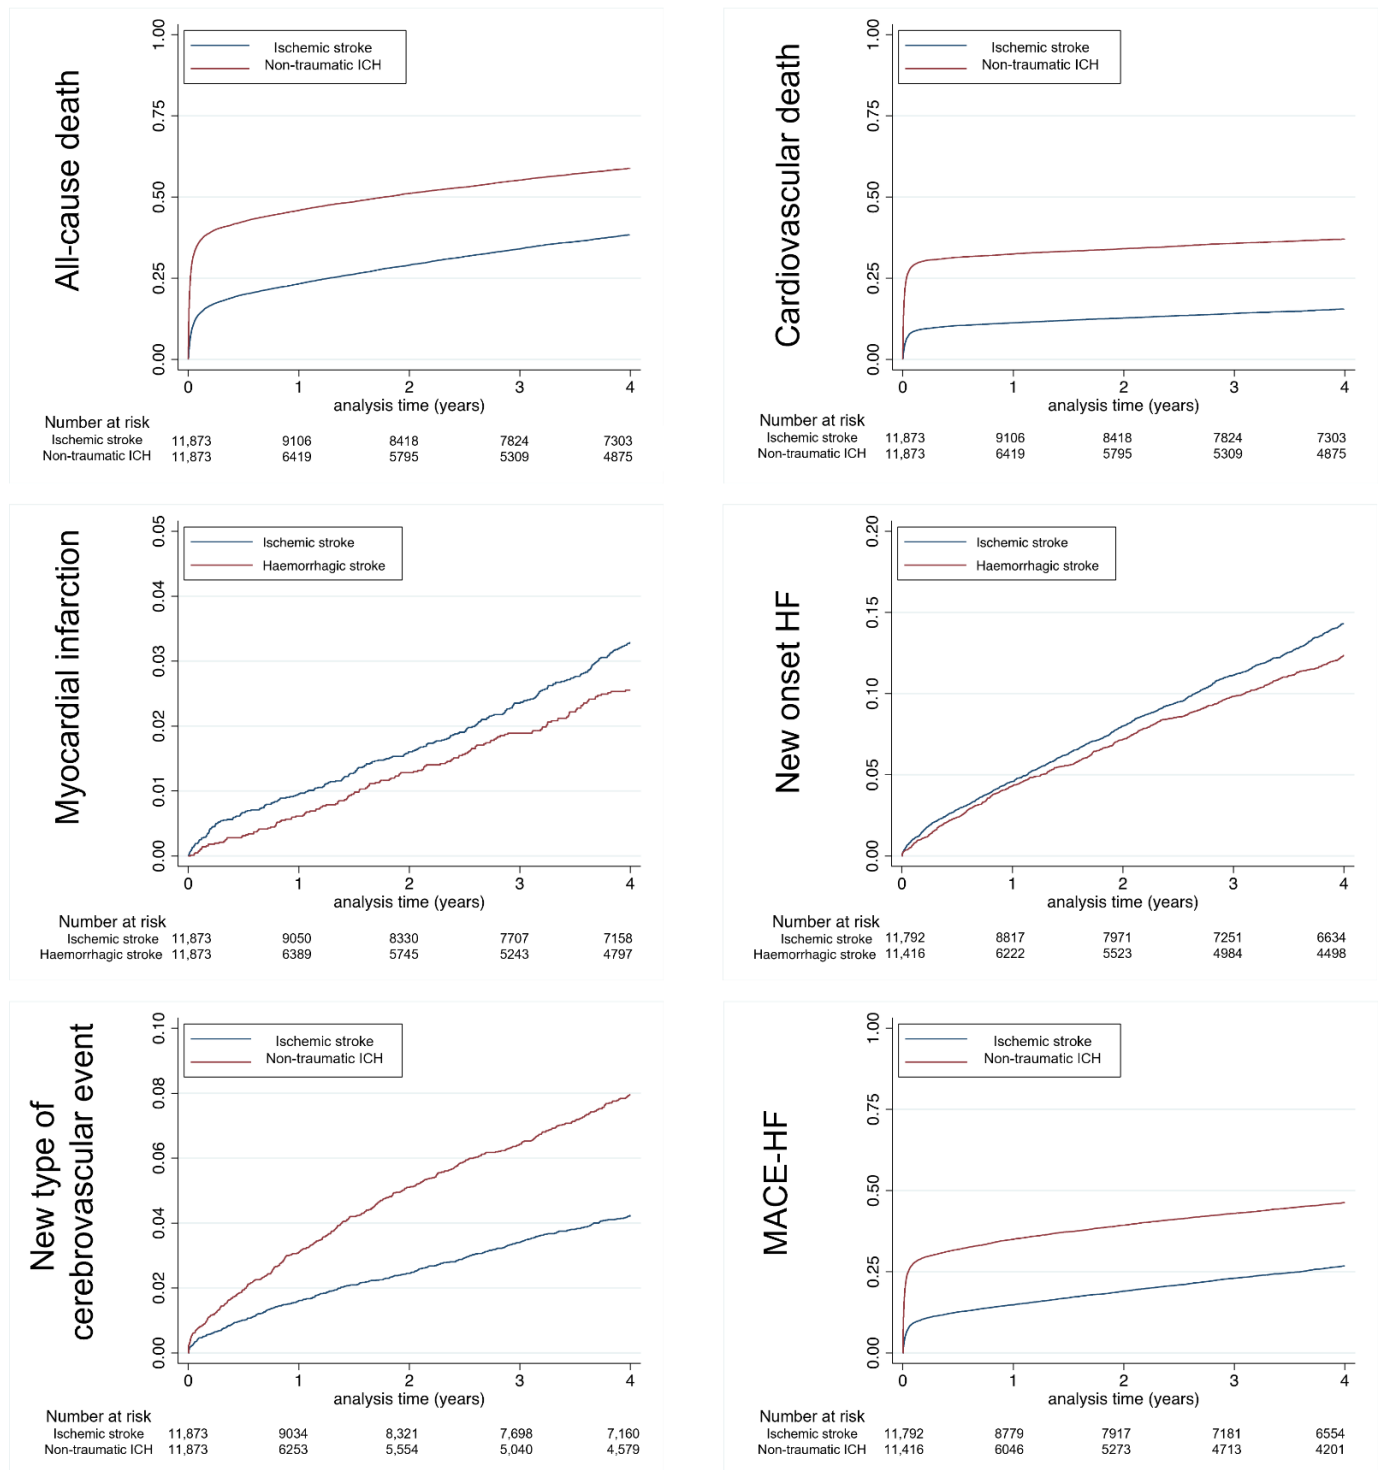 All-cause death
1.00
0.75
0.50
0.25
0.00
Ischemic stroke
Non-traumatic ICH
0 1 2 3 4
analysis time (years)
Number at risk
Ischemic stroke 11,873 9106 8418 7824 7303
Non-traumatic ICH 11,873 6419 5795 5309 4875
Cardiovascular death
1.00
0.75
0.50
0.25
0.00
Ischemic stroke
Non-traumatic ICH
0 1 2 3 4
analysis time (years)
Number at risk
Ischemic stroke 11,873 9106 8418 7824 7303
Non-traumatic ICH 11,873 6419 5795 5309 4875
Myocardial infarction
0.05
0.04
0.03
0.02
0.01
0.00
Ischemic stroke
Haemorrhagic stroke
0 1 2 3 4
analysis time (years)
Number at risk
Ischemic stroke 11,873 9050 8330 7707 7158
Haemorrhagic stroke 11,873 6389 5745 5243 4797
New onset HF
0.20
0.15
0.10
0.05
0.00
Ischemic stroke
Haemorrhagic stroke
0 1 2 3 4
analysis time (years)
Number at risk
Ischemic stroke 11,792 8817 7971 7251 6634
Haemorrhagic stroke 11,416 6222 5523 4984 4498
New type of
cerebrovascular event
0.10
0.08
0.06
0.04
0.02
0.00
Ischemic stroke
Non-traumatic ICH
0 1 2 3 4
analysis time (years)
Number at risk
Ischemic stroke 11,873 9034 8,321 7,698 7,160
Non-traumatic ICH 11,873 6253 5,554 5,040 4,579
MACE-HF
1.00
0.75
0.50
0.25
0.00
Ischemic stroke
Non-traumatic ICH
0 1 2 3 4
analysis time (years)
Number at risk
Ischemic stroke 11,792 8779 7917 7181 6554
Non-traumatic ICH 11,416 6046 5273 4713 4201